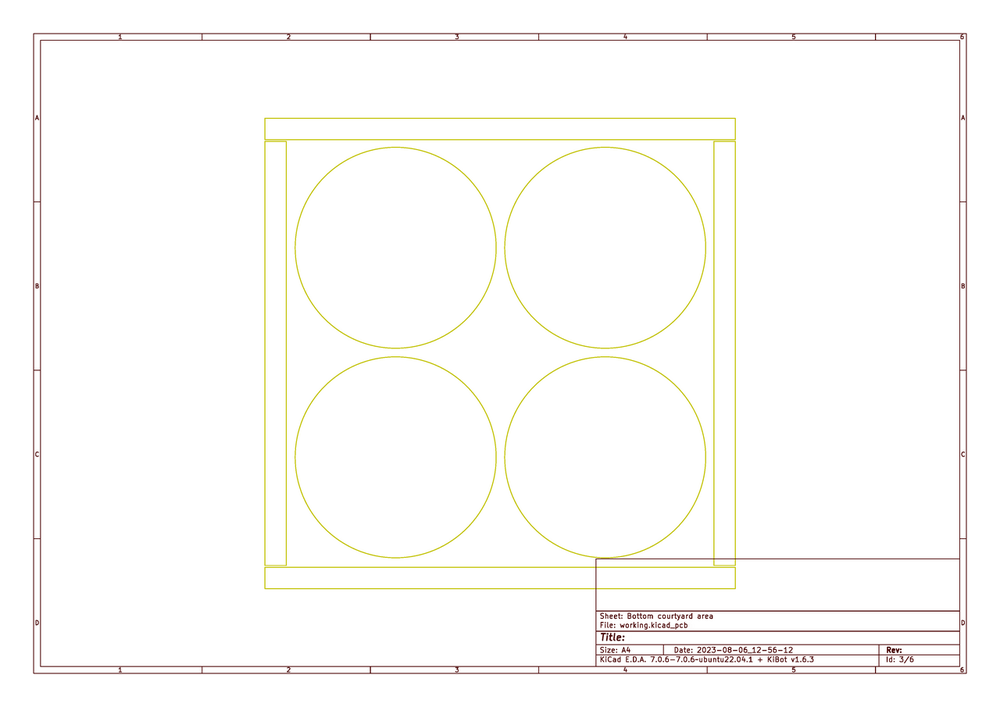 1 2 3 4 5 6
A A
B B
C C
D D
Sheet: Bottom courtyard area
File: working.kicad_pcb
Title:
Size: A4 Date: 2023-08-06_12-56-12 Rev:
KiCad E.D.A. 7.0.6-7.0.6-ubuntu22.04.1 + KiBot v1.6.3 Id: 3/6
1 2 3 4 5 6